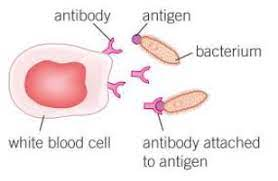 antibody
antigen
bacterium
white blood cell
antibody attached
to antigen